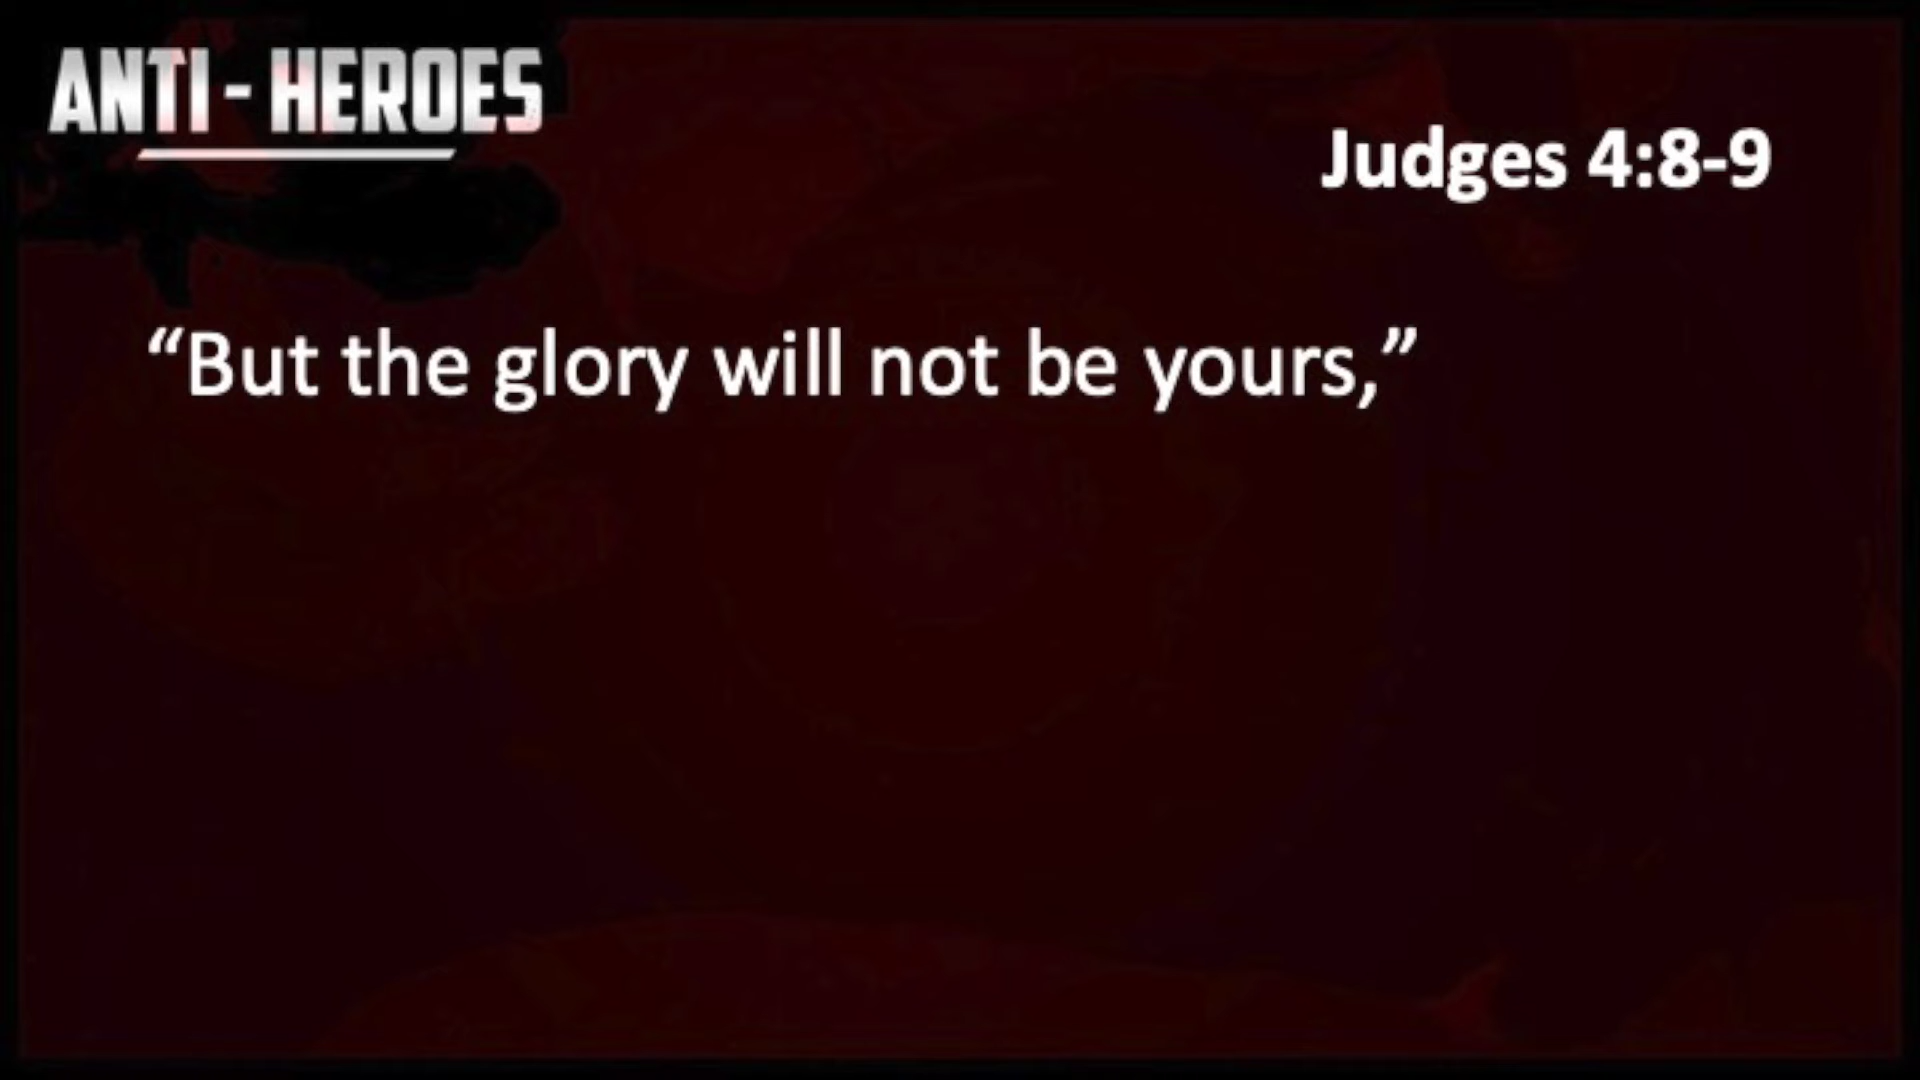 ANTI - HEROES
Judges 4:8-9
“But the glory will not be yours,”